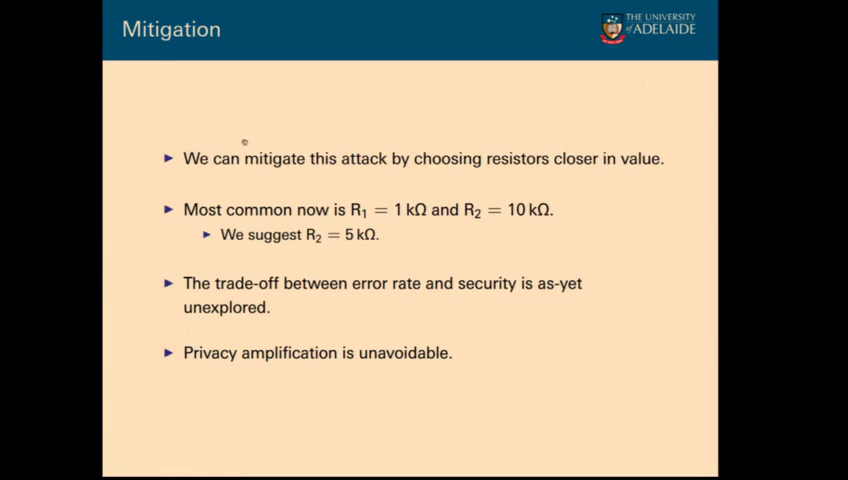 Mitigation
THE UNIVERSITY
of ADELAIDE
We can mitigate this attack by choosing resistors closer in value.
Most common now is R₁ = 1 kΩ and R₂ = 10 kΩ.
We suggest R₂ = 5 kΩ.
The trade-off between error rate and security is as-yet
unexplored.
Privacy amplification is unavoidable.